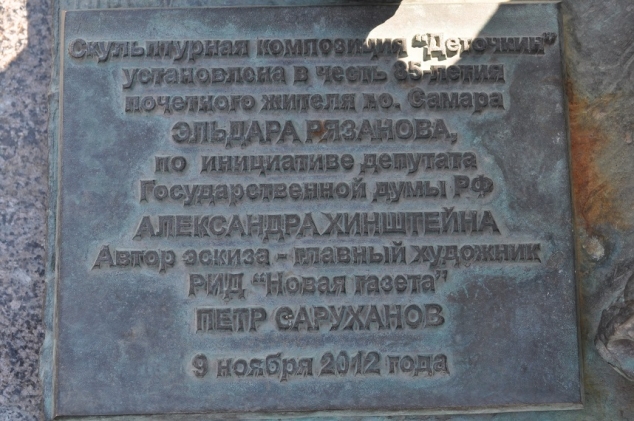 Скульптурная композиция "Деточкин"
установлена в честь 85-летия
почетного жителя г.о. Самара
ЭЛЬДАРА РЯЗАНОВА,
по инициативе депутата
Государственной думы РФ
АЛЕКСАНДРА ХИНШТЕЙНА
Автор эскиза - главный художник
РИД "Новая газета"
ПЕТР САРУХАНОВ
9 ноября 2012 года